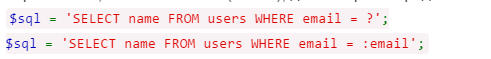 $sql = 'SELECT name FROM users WHERE email = ?';
$sql = 'SELECT name FROM users WHERE email = :email';